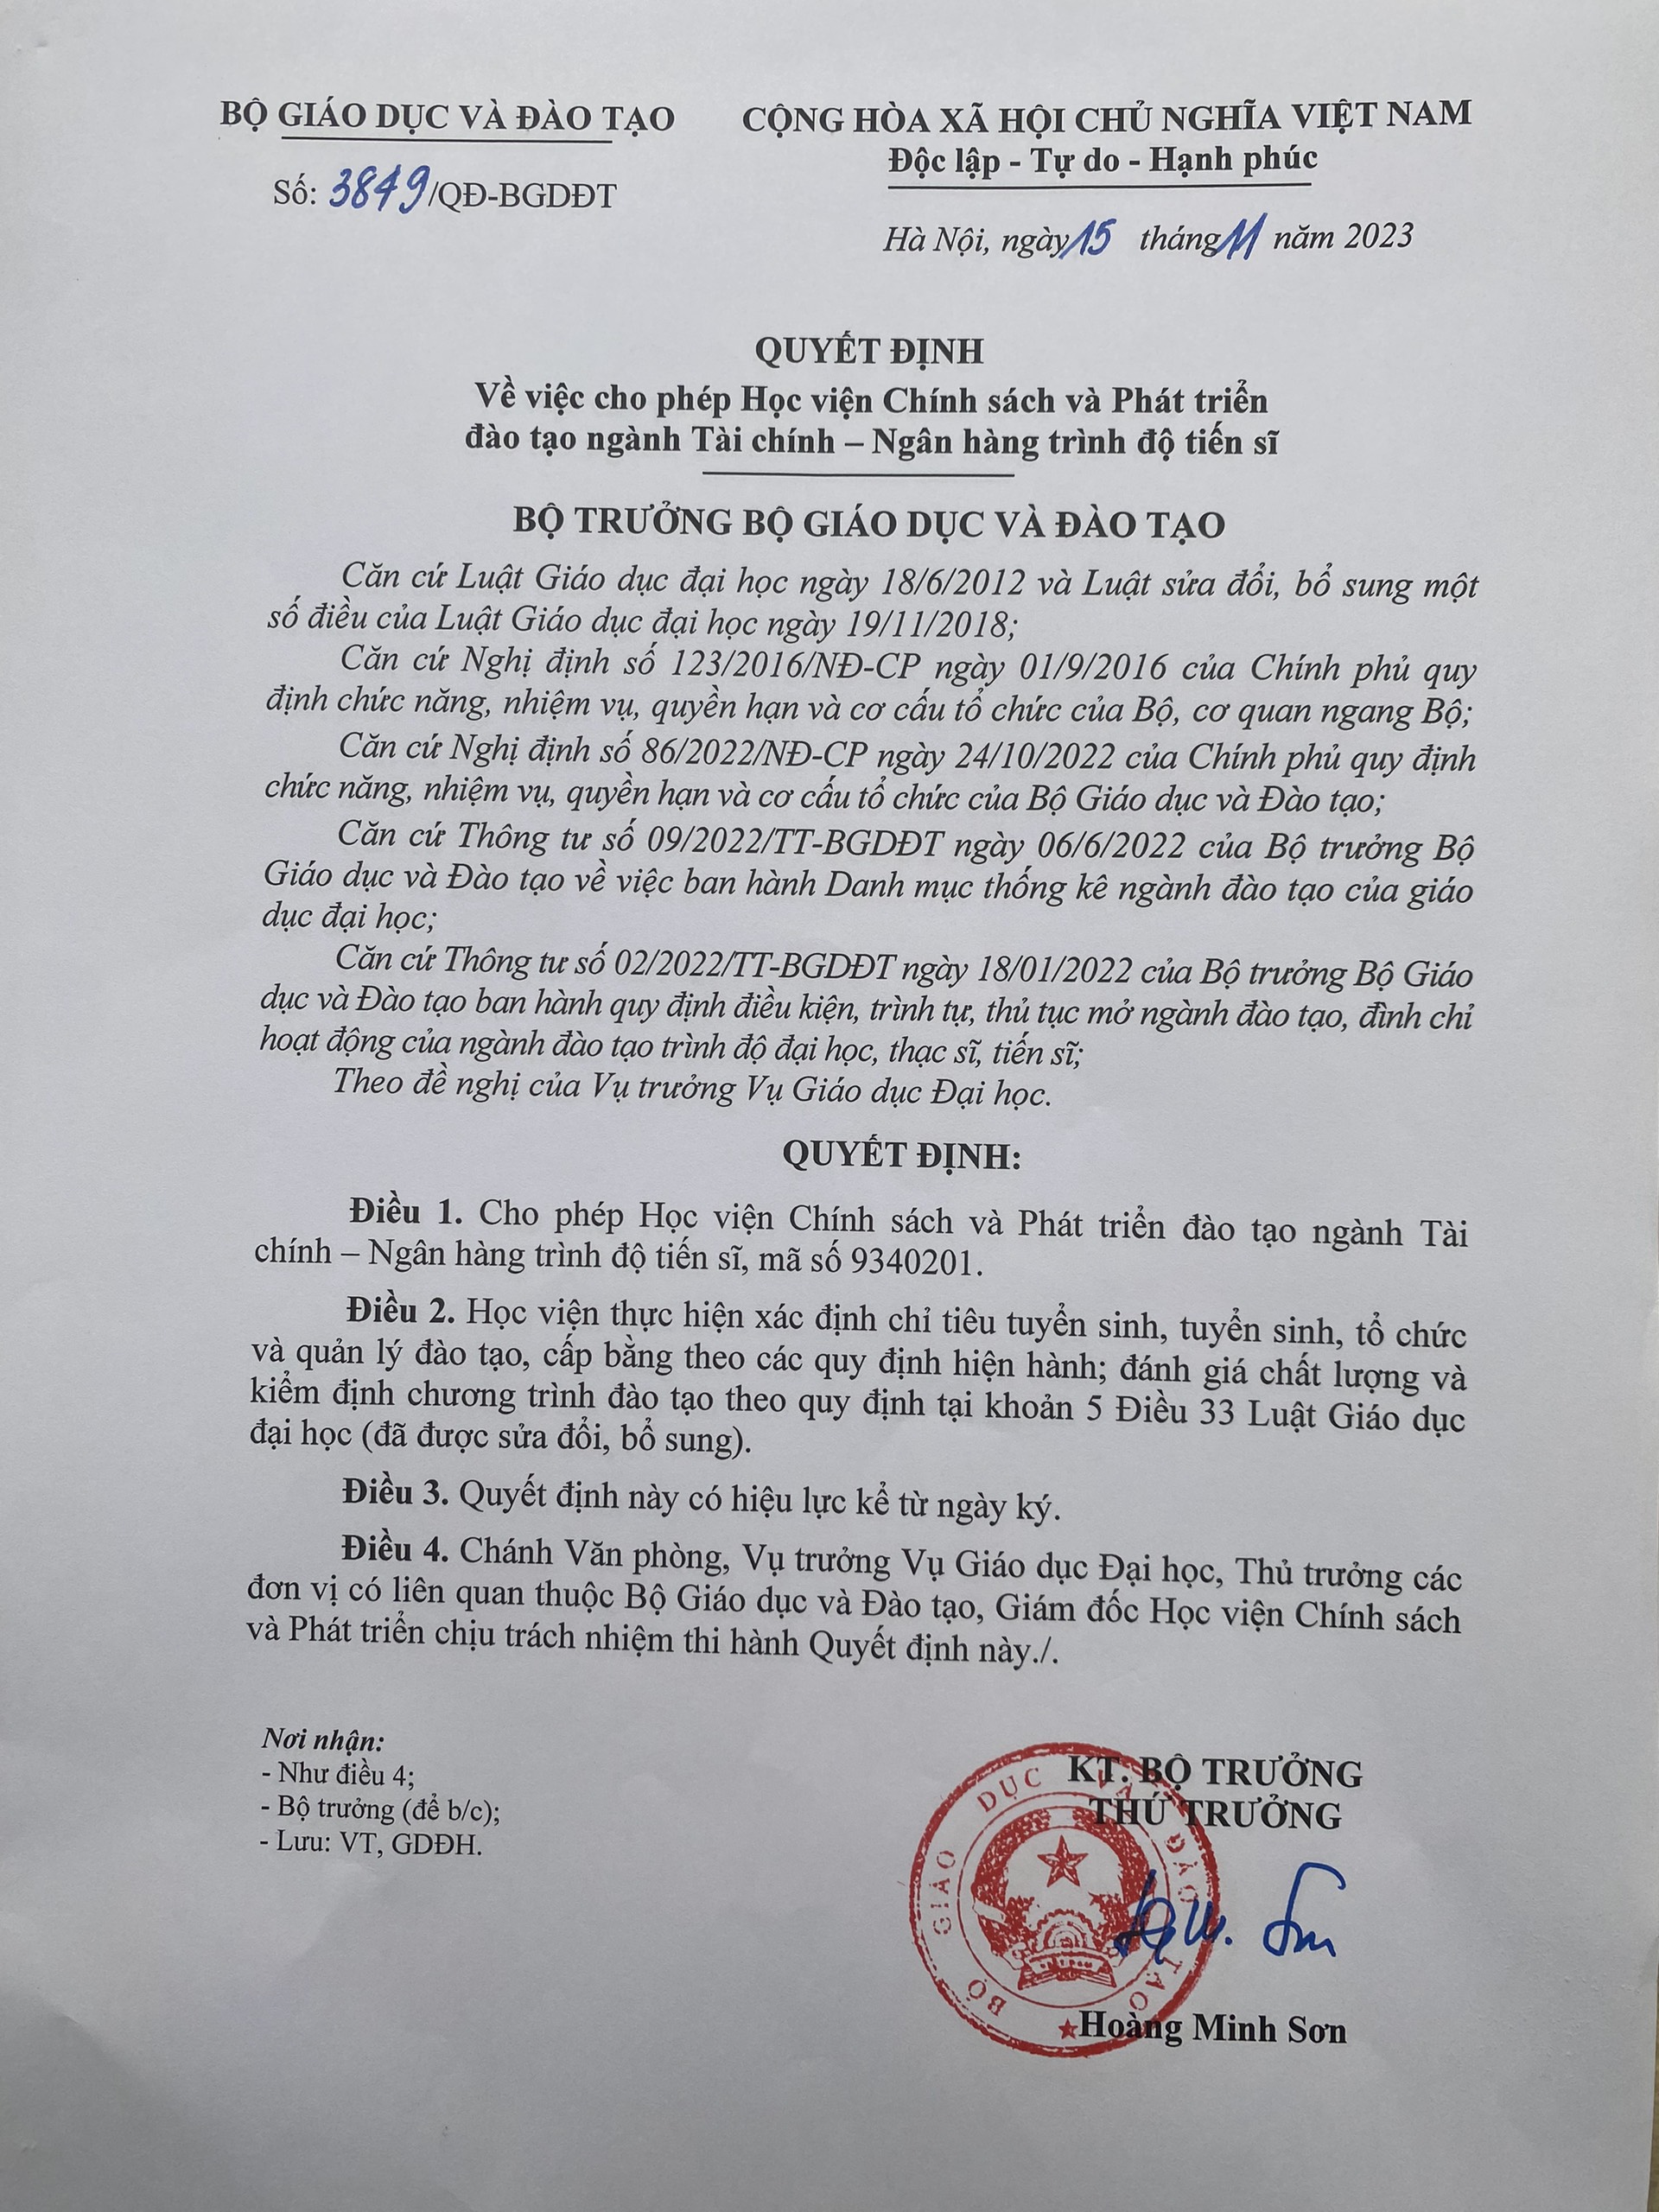 BỘ GIÁO DỤC VÀ ĐÀO TẠO
Số: 3849/QĐ-BGDĐT
CỘNG HÒA XÃ HỘI CHỦ NGHĨA VIỆT NAM
Độc lập - Tự do - Hạnh phúc
Hà Nội, ngày 15 tháng 11 năm 2023
QUYẾT ĐỊNH
Về việc cho phép Học viện Chính sách và Phát triển
đào tạo ngành Tài chính – Ngân hàng trình độ tiến sĩ
BỘ TRƯỞNG BỘ GIÁO DỤC VÀ ĐÀO TẠO
Căn cứ Luật Giáo dục đại học ngày 18/6/2012 và Luật sửa đổi, bổ sung một
số điều của Luật Giáo dục đại học ngày 19/11/2018;
Căn cứ Nghị định số 123/2016/NĐ-CP ngày 01/9/2016 của Chính phủ quy
định chức năng, nhiệm vụ, quyền hạn và cơ cấu tổ chức của Bộ, cơ quan ngang Bộ;
Căn cứ Nghị định số 86/2022/NĐ-CP ngày 24/10/2022 của Chính phủ quy định
chức năng, nhiệm vụ, quyền hạn và cơ cấu tổ chức của Bộ Giáo dục và Đào tạo;
Căn cứ Thông tư số 09/2022/TT-BGDĐT ngày 06/6/2022 của Bộ trưởng Bộ
Giáo dục và Đào tạo về việc ban hành Danh mục thống kê ngành đào tạo của giáo
dục đại học;
Căn cứ Thông tư số 02/2022/TT-BGDĐT ngày 18/01/2022 của Bộ trưởng Bộ Giáo
dục và Đào tạo ban hành quy định điều kiện, trình tự, thủ tục mở ngành đào tạo, đình chỉ
hoạt động của ngành đào tạo trình độ đại học, thạc sĩ, tiến sĩ;
Theo đề nghị của Vụ trưởng Vụ Giáo dục Đại học.
QUYẾT ĐỊNH:
Điều 1. Cho phép Học viện Chính sách và Phát triển đào tạo ngành Tài
chính – Ngân hàng trình độ tiến sĩ, mã số 9340201.
Điều 2. Học viện thực hiện xác định chỉ tiêu tuyển sinh, tuyển sinh, tổ chức
và quản lý đào tạo, cấp bằng theo các quy định hiện hành; đánh giá chất lượng và
kiểm định chương trình đào tạo theo quy định tại khoản 5 Điều 33 Luật Giáo dục
đại học (đã được sửa đổi, bổ sung).
Điều 3. Quyết định này có hiệu lực kể từ ngày ký.
Điều 4. Chánh Văn phòng, Vụ trưởng Vụ Giáo dục Đại học, Thủ trưởng các
đơn vị có liên quan thuộc Bộ Giáo dục và Đào tạo, Giám đốc Học viện Chính sách
và Phát triển chịu trách nhiệm thi hành Quyết định này./.
Nơi nhận:
- Như điều 4;
- Bộ trưởng (để b/c);
- Lưu: VT, GDĐH.
KT. BỘ TRƯỞNG
THỨ TRƯỞNG
BỘ GIÁO DỤC VÀ ĐÀO TẠO
Hoàng Minh Sơn